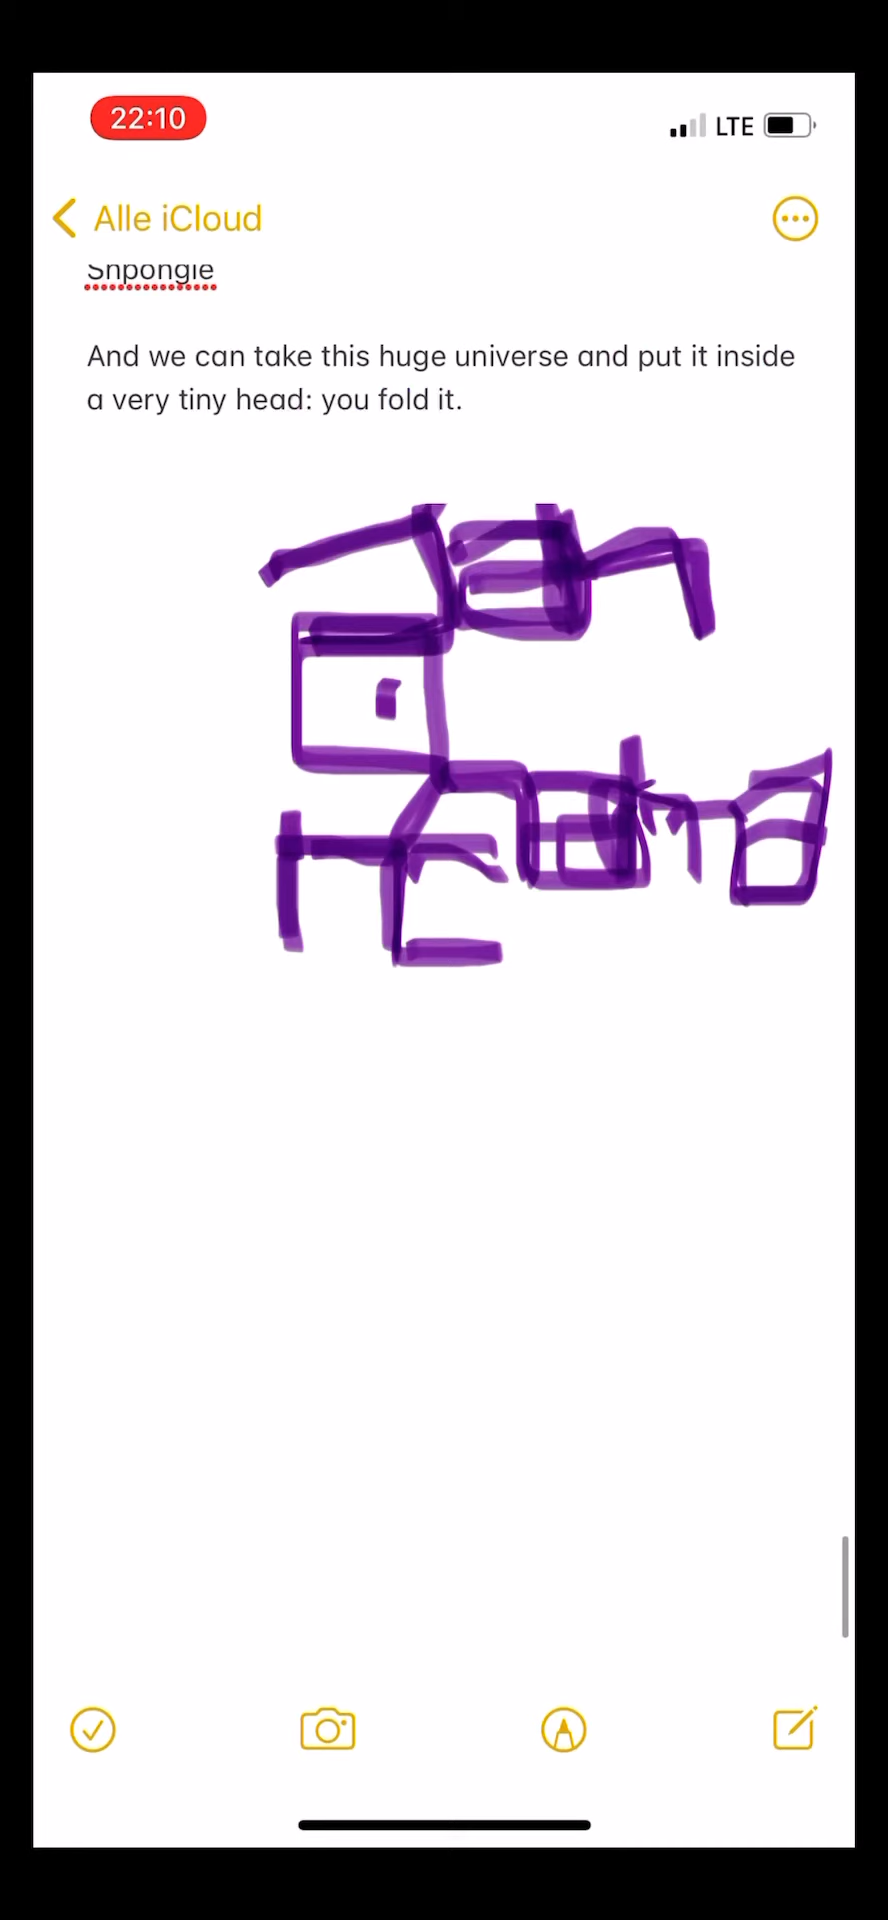 22:10
LTE
Alle iCloud
Shpongle
And we can take this huge universe and put it inside
a very tiny head: you fold it.